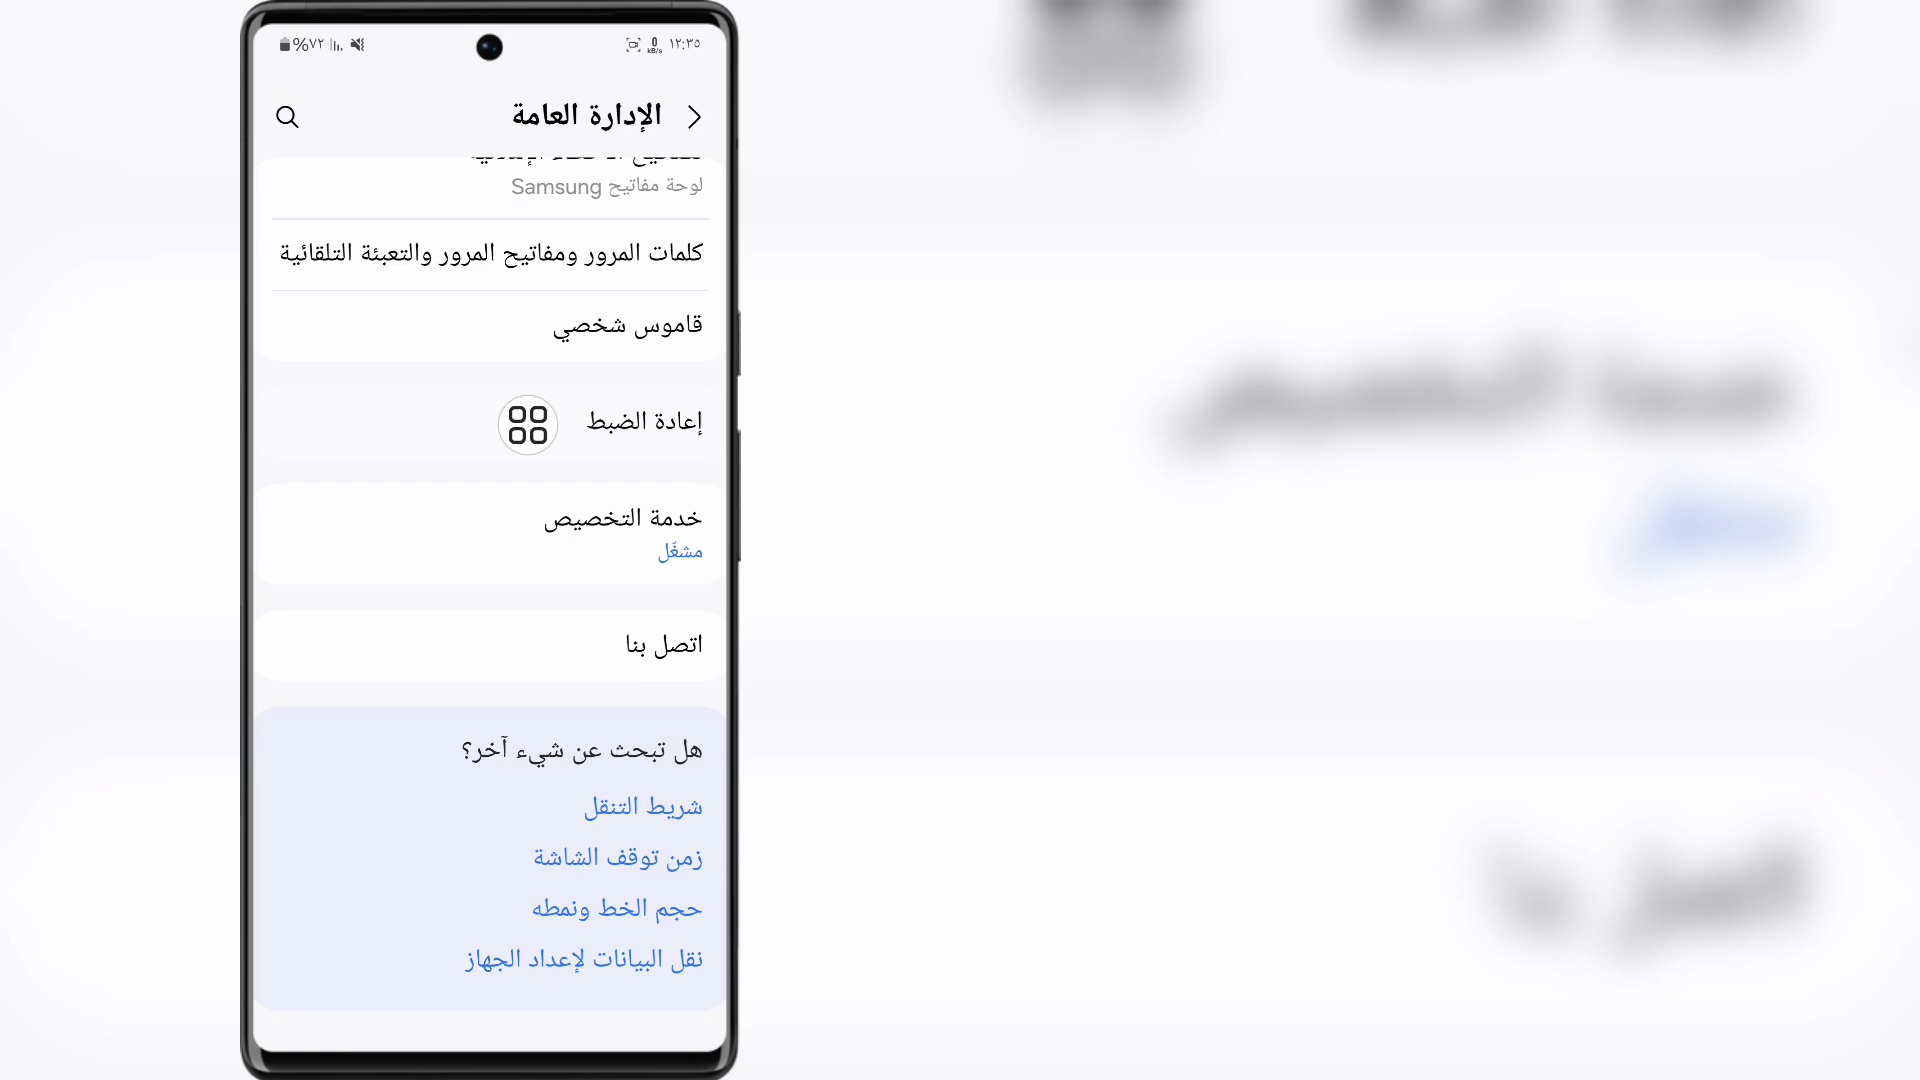 ١٢:٣٥ 0 kB/s %٧٢
الإدارة العامة
لوحة مفاتيح Samsung
كلمات المرور ومفاتيح المرور والتعبئة التلقائية
قاموس شخصي
إعادة الضبط
خدمة التخصيص
مشغّل
اتصل بنا
هل تبحث عن شيء آخر؟
شريط التنقل
زمن توقف الشاشة
حجم الخط ونمطه
نقل البيانات لإعداد الجهاز